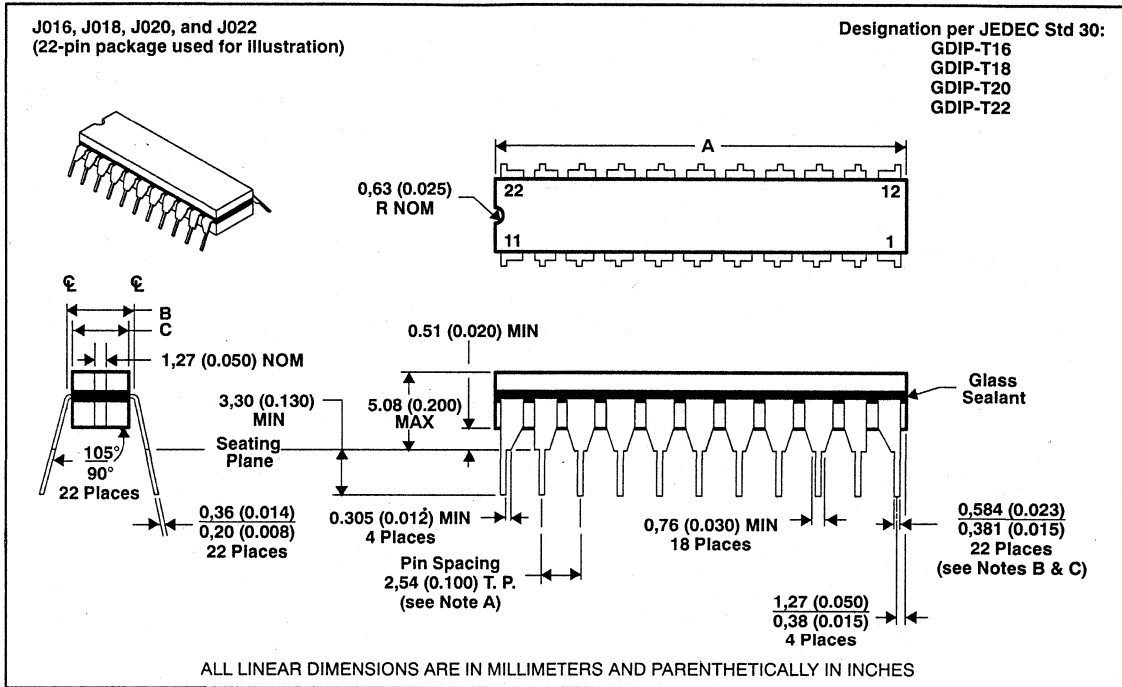 J016, J018, J020, and J022
(22-pin package used for illustration)
Designation per JEDEC Std 30:
GDIP-T16
GDIP-T18
GDIP-T20
GDIP-T22
A
22
12
0,63 (0.025)
R NOM
11
1
℄
℄
B
C
1,27 (0.050) NOM
0.51 (0.020) MIN
3,30 (0.130)
MIN
5.08 (0.200)
MAX
Glass
Sealant
Seating
Plane
105°
90°
22 Places
0,36 (0.014)
0,20 (0.008)
22 Places
0.305 (0.012) MIN
4 Places
Pin Spacing
2,54 (0.100) T. P.
(see Note A)
0,76 (0.030) MIN
18 Places
0,584 (0.023)
0,381 (0.015)
22 Places
(see Notes B & C)
1,27 (0.050)
0,38 (0.015)
4 Places
ALL LINEAR DIMENSIONS ARE IN MILLIMETERS AND PARENTHETICALLY IN INCHES